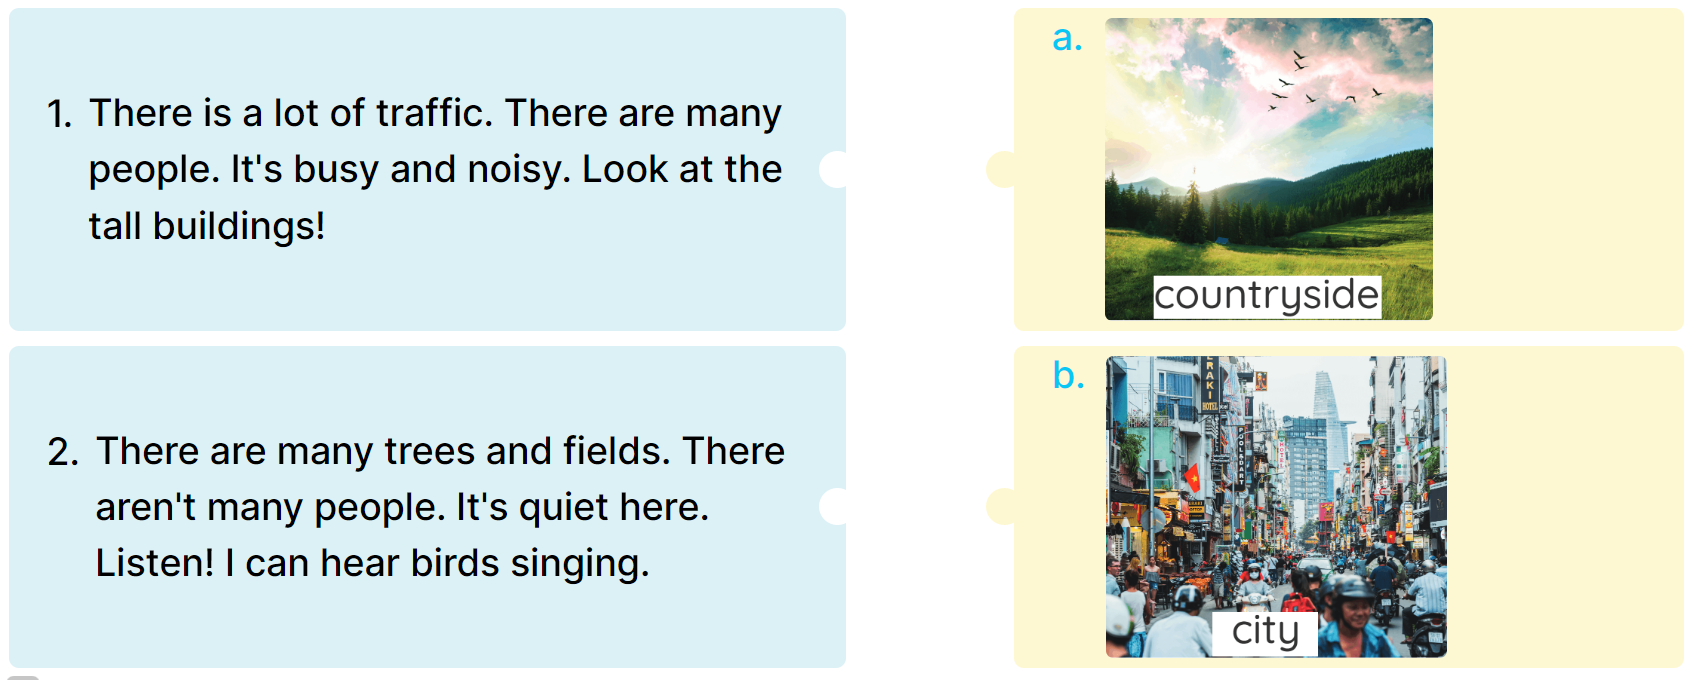 1. There is a lot of traffic. There are many
people. It's busy and noisy. Look at the
tall buildings!
a.
countryside
2. There are many trees and fields. There
aren't many people. It's quiet here.
Listen! I can hear birds singing.
b.
ERAKI
HOTEL
city